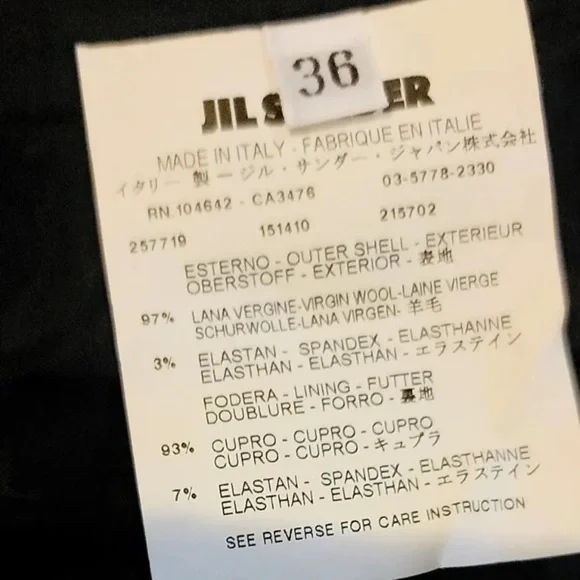 36
JIL S ER
MADE IN ITALY - FABRIQUE EN ITALIE
イタリー 製 ージル・サンダー・ジャパン株式会社
RN.104642 - CA3476 03-5778-2330
257719 151410 215702
ESTERNO - OUTER SHELL - EXTERIEUR
OBERSTOFF - EXTERIOR - 表地
97% LANA VERGINE-VIRGIN WOOL-LAINE VIERGE
SCHURWOLLE-LANA VIRGEN- 羊毛
3% ELASTAN - SPANDEX - ELASTHANNE
ELASTHAN - ELASTHAN - エラステイン
FODERA - LINING - FUTTER
DOUBLURE - FORRO - 裏地
93% CUPRO - CUPRO - CUPRO
CUPRO - CUPRO - キュプラ
7% ELASTAN - SPANDEX - ELASTHANNE
ELASTHAN - ELASTHAN - エラステイン
SEE REVERSE FOR CARE INSTRUCTION